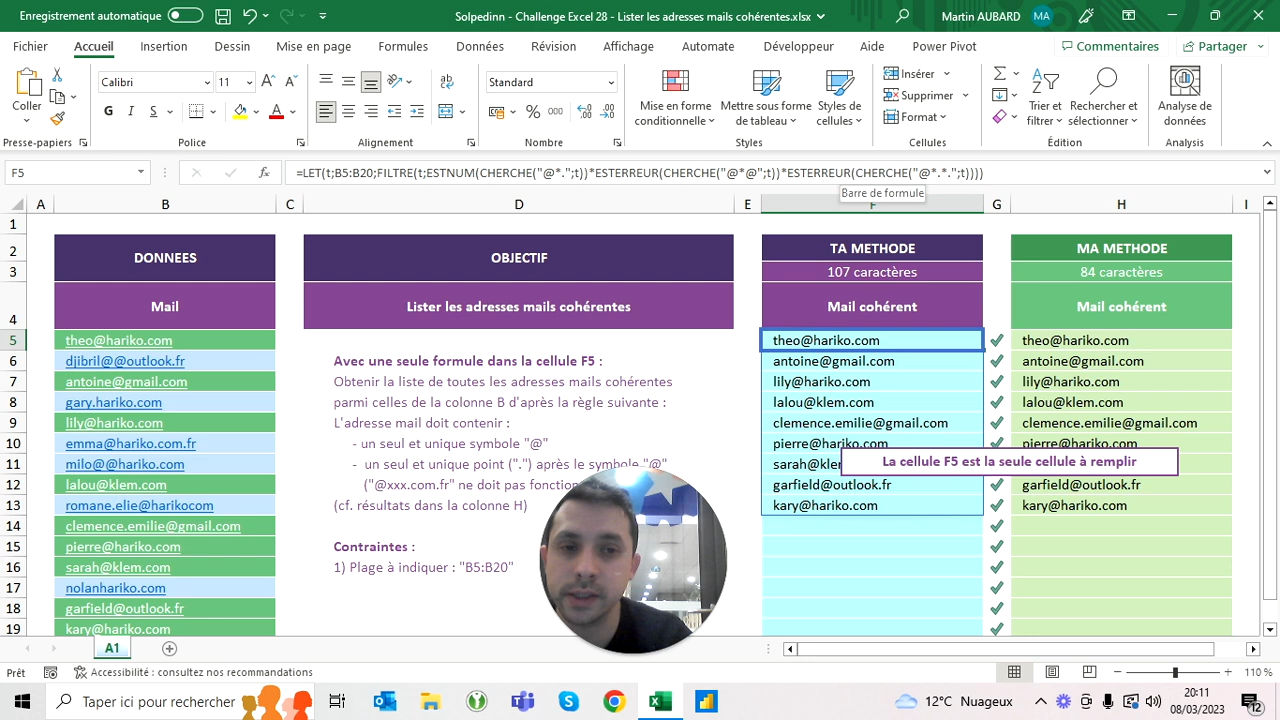 Enregistrement automatique
Solpedinn - Challenge Excel 28 - Lister les adresses mails cohérentes.xlsx
Martin AUBARD
MA
Fichier
Accueil
Insertion
Dessin
Mise en page
Formules
Données
Révision
Affichage
Automate
Développeur
Aide
Power Pivot
Commentaires
Partager
Coller
Calibri
11
Standard
Mise en forme conditionnelle
Mettre sous forme de tableau
Styles de cellules
Insérer
Supprimer
Format
Trier et filtrer
Rechercher et sélectionner
Analyse de données
Presse-papiers
Police
Alignement
Nombre
Styles
Cellules
Édition
Analysis
F5
=LET(t;B5:B20;FILTRE(t;ESTNUM(CHERCHE("@*.";t))*ESTERREUR(CHERCHE("@*@";t))*ESTERREUR(CHERCHE("@*.*.";t))))
Barre de formule
A B C D E F G H I
1
2
3
4
5
6
7
8
9
10
11
12
13
14
15
16
17
18
19
DONNEES
Mail
theo@hariko.com
djibril@@outlook.fr
antoine@gmail.com
gary.hariko.com
lily@hariko.com
emma@hariko.com.fr
milo@@hariko.com
lalou@klem.com
romane.elie@harikocom
clemence.emilie@gmail.com
pierre@hariko.com
sarah@klem.com
nolanhariko.com
garfield@outlook.fr
kary@hariko.com
OBJECTIF
Lister les adresses mails cohérentes
Avec une seule formule dans la cellule F5 :
Obtenir la liste de toutes les adresses mails cohérentes
parmi celles de la colonne B d'après la règle suivante :
L'adresse mail doit contenir :
- un seul et unique symbole "@"
- un seul et unique point (".") après le symbole "@"
("@xxx.com.fr" ne doit pas
(cf. résultats dans la colonne H)
Contraintes :
1) Plage à indiquer : "B5:B20"
TA METHODE
107 caractères
Mail cohérent
theo@hariko.com
antoine@gmail.com
lily@hariko.com
lalou@klem.com
clemence.emilie@gmail.com
pierre@hariko.com
garfield@outlook.fr
kary@hariko.com
La cellule F5 est la seule cellule à remplir
MA METHODE
84 caractères
Mail cohérent
theo@hariko.com
antoine@gmail.com
lily@hariko.com
lalou@klem.com
clemence.emilie@gmail.com
pierre@hariko.com
garfield@outlook.fr
kary@hariko.com
A1
Prêt
Accessibilité : consultez nos recommandations
110 %
Taper ici pour rechercher
12°C Nuageux
20:11
08/03/2023
12